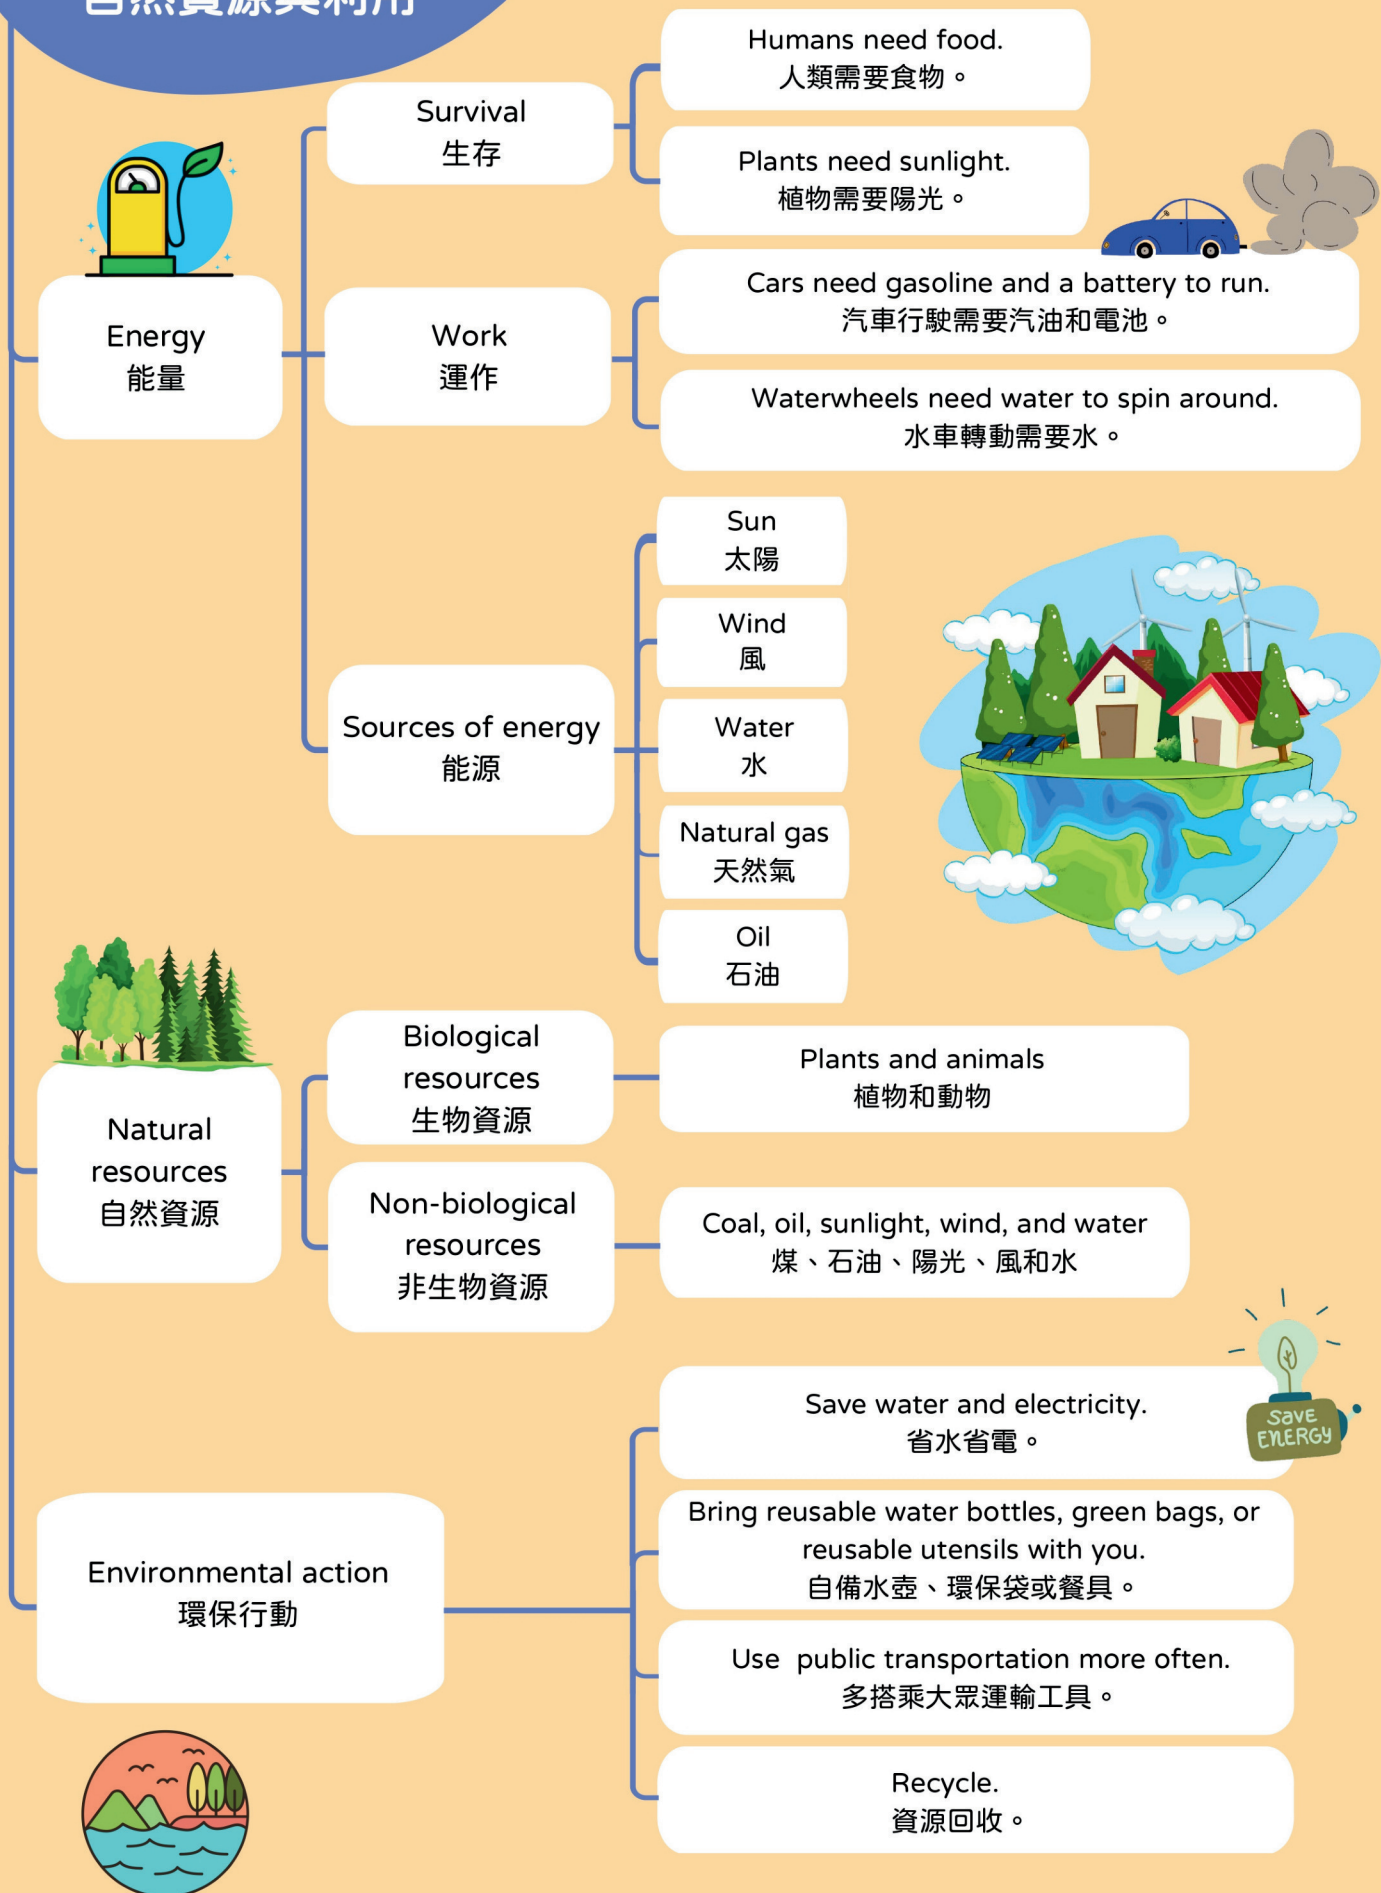 自然資源與利用
Humans need food.
人類需要食物。
Survival
生存
Plants need sunlight.
植物需要陽光。
Energy
能量
Work
運作
Cars need gasoline and a battery to run.
汽車行駛需要汽油和電池。
Waterwheels need water to spin around.
水車轉動需要水。
Sources of energy
能源
Sun
太陽
Wind
風
Water
水
Natural gas
天然氣
Oil
石油
Natural
resources
自然資源
Biological
resources
生物資源
Plants and animals
植物和動物
Non-biological
resources
非生物資源
Coal, oil, sunlight, wind, and water
煤、石油、陽光、風和水
Environmental action
環保行動
Save water and electricity.
省水省電。
SAVE
ENERGY
Bring reusable water bottles, green bags, or
reusable utensils with you.
自備水壺、環保袋或餐具。
Use  public transportation more often.
多搭乘大眾運輸工具。
Recycle.
資源回收。